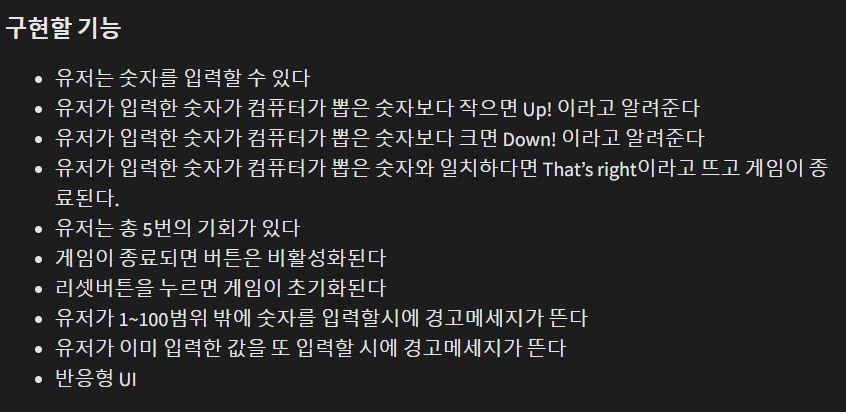 구현할 기능
유저는 숫자를 입력할 수 있다
유저가 입력한 숫자가 컴퓨터가 뽑은 숫자보다 작으면 Up! 이라고 알려준다
유저가 입력한 숫자가 컴퓨터가 뽑은 숫자보다 크면 Down! 이라고 알려준다
유저가 입력한 숫자가 컴퓨터가 뽑은 숫자와 일치하다면 That’s right이라고 뜨고 게임이 종
료된다.
유저는 총 5번의 기회가 있다
게임이 종료되면 버튼은 비활성화된다
리셋버튼을 누르면 게임이 초기화된다
유저가 1~100범위 밖에 숫자를 입력할시에 경고메세지가 뜬다
유저가 이미 입력한 값을 또 입력할 시에 경고메세지가 뜬다
반응형 UI